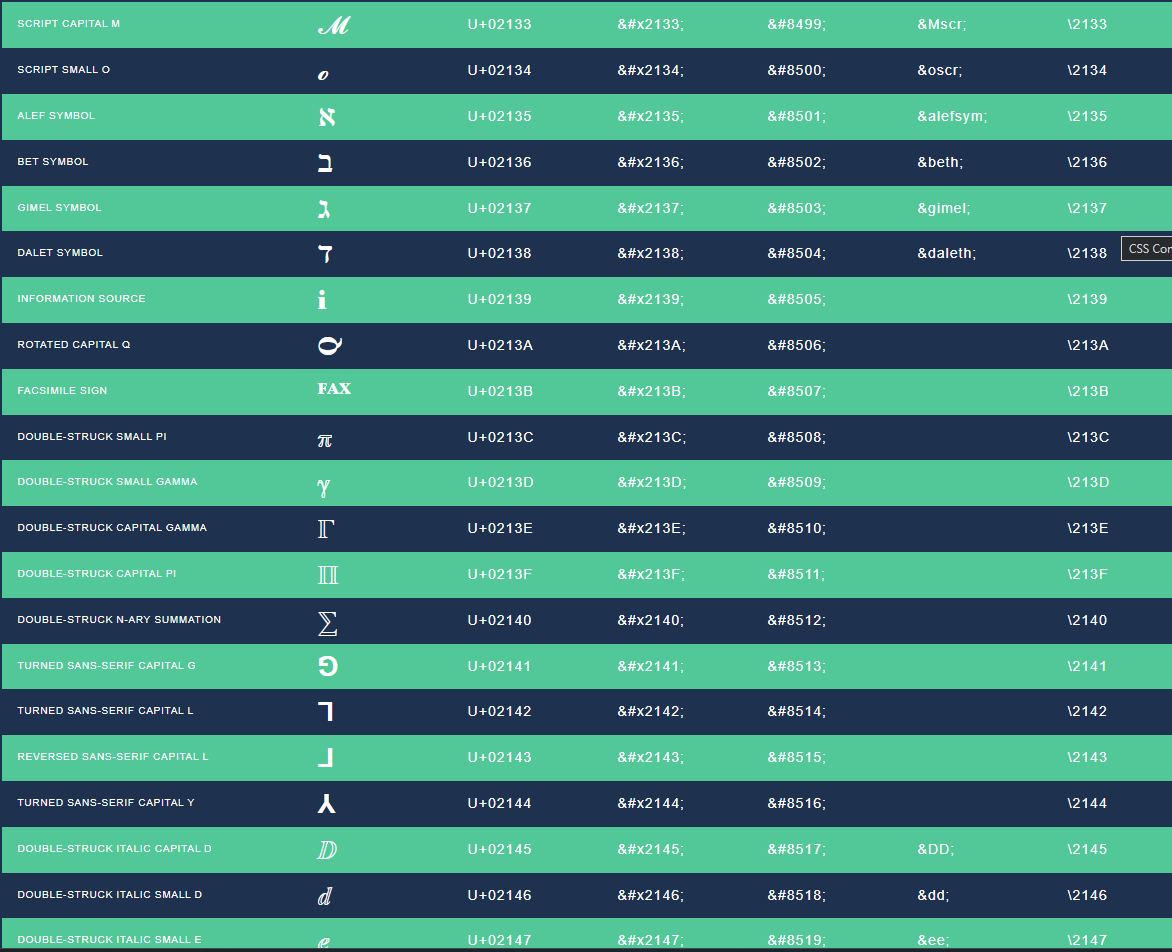 SCRIPT CAPITAL M ℳ U+02133 &#x2133; &#8499; &Mscr; \2133
SCRIPT SMALL O ℴ U+02134 &#x2134; &#8500; &oscr; \2134
ALEF SYMBOL ℵ U+02135 &#x2135; &#8501; &alefsym; \2135
BET SYMBOL ℶ U+02136 &#x2136; &#8502; &beth; \2136
GIMEL SYMBOL ℷ U+02137 &#x2137; &#8503; &gimel; \2137
DALET SYMBOL ℸ U+02138 &#x2138; &#8504; &daleth; \2138 CSS Cor
INFORMATION SOURCE ℹ U+02139 &#x2139; &#8505; \2139
ROTATED CAPITAL Q ℺ U+0213A &#x213A; &#8506; \213A
FACSIMILE SIGN ℻ U+0213B &#x213B; &#8507; \213B
DOUBLE-STRUCK SMALL PI ℼ U+0213C &#x213C; &#8508; \213C
DOUBLE-STRUCK SMALL GAMMA ℽ U+0213D &#x213D; &#8509; \213D
DOUBLE-STRUCK CAPITAL GAMMA ℾ U+0213E &#x213E; &#8510; \213E
DOUBLE-STRUCK CAPITAL PI ℿ U+0213F &#x213F; &#8511; \213F
DOUBLE-STRUCK N-ARY SUMMATION ⅀ U+02140 &#x2140; &#8512; \2140
TURNED SANS-SERIF CAPITAL G ⅁ U+02141 &#x2141; &#8513; \2141
TURNED SANS-SERIF CAPITAL L ⅂ U+02142 &#x2142; &#8514; \2142
REVERSED SANS-SERIF CAPITAL L ⅃ U+02143 &#x2143; &#8515; \2143
TURNED SANS-SERIF CAPITAL Y ⅄ U+02144 &#x2144; &#8516; \2144
DOUBLE-STRUCK ITALIC CAPITAL D ⅅ U+02145 &#x2145; &#8517; &DD; \2145
DOUBLE-STRUCK ITALIC SMALL D ⅆ U+02146 &#x2146; &#8518; &dd; \2146
DOUBLE-STRUCK ITALIC SMALL E ⅇ U+02147 &#x2147; &#8519; &ee; \2147